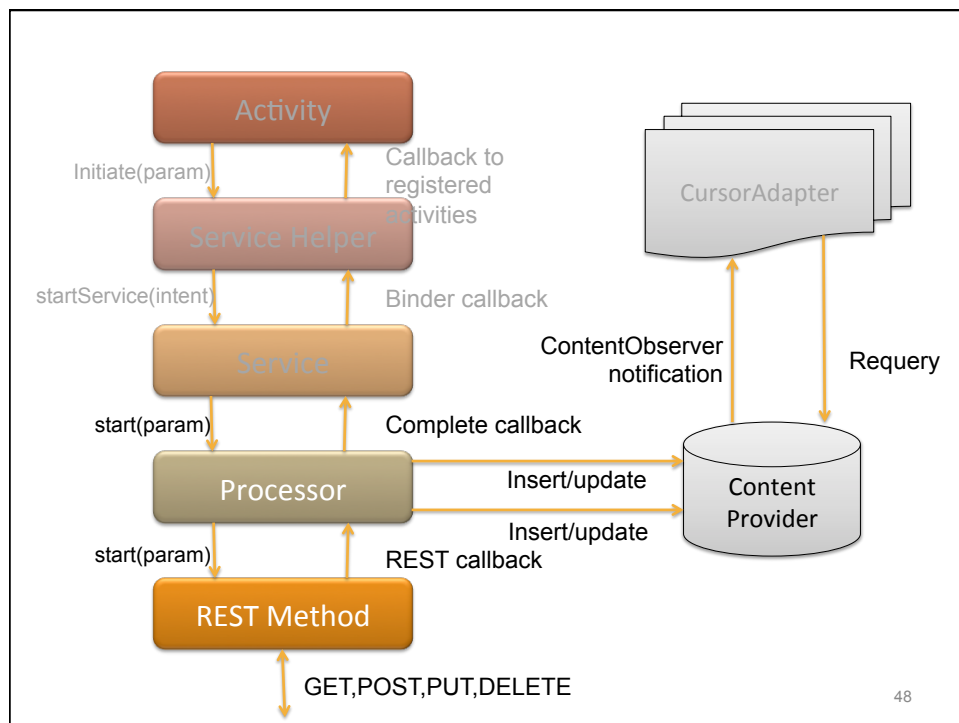 Activity
Initiate(param)
Callback to
registered
activities
Service Helper
startService(intent)
Binder callback
Service
start(param)
Complete callback
Processor
Insert/update
Insert/update
start(param)
REST callback
REST Method
GET,POST,PUT,DELETE
CursorAdapter
ContentObserver
notification
Requery
Content
Provider
48